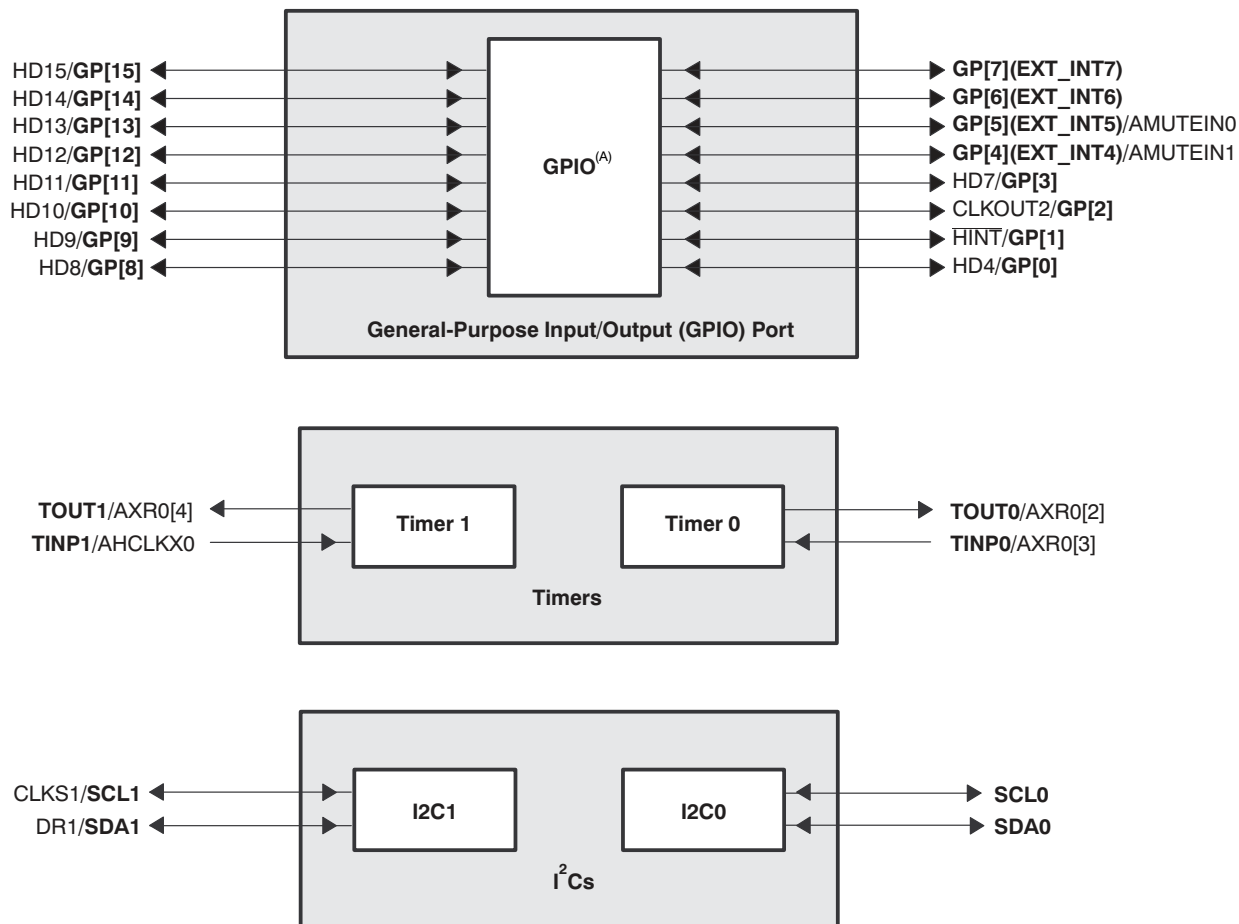 HD15/GP[15]
HD14/GP[14]
HD13/GP[13]
HD12/GP[12]
HD11/GP[11]
HD10/GP[10]
HD9/GP[9]
HD8/GP[8]
GPIO(A)
GP[7](EXT_INT7)
GP[6](EXT_INT6)
GP[5](EXT_INT5)/AMUTEIN0
GP[4](EXT_INT4)/AMUTEIN1
HD7/GP[3]
CLKOUT2/GP[2]
HINT/GP[1]
HD4/GP[0]
General-Purpose Input/Output (GPIO) Port
TOUT1/AXR0[4]
TINP1/AHCLKX0
Timer 1
Timer 0
TOUT0/AXR0[2]
TINP0/AXR0[3]
Timers
CLKS1/SCL1
DR1/SDA1
I2C1
I2C0
SCL0
SDA0
I²Cs